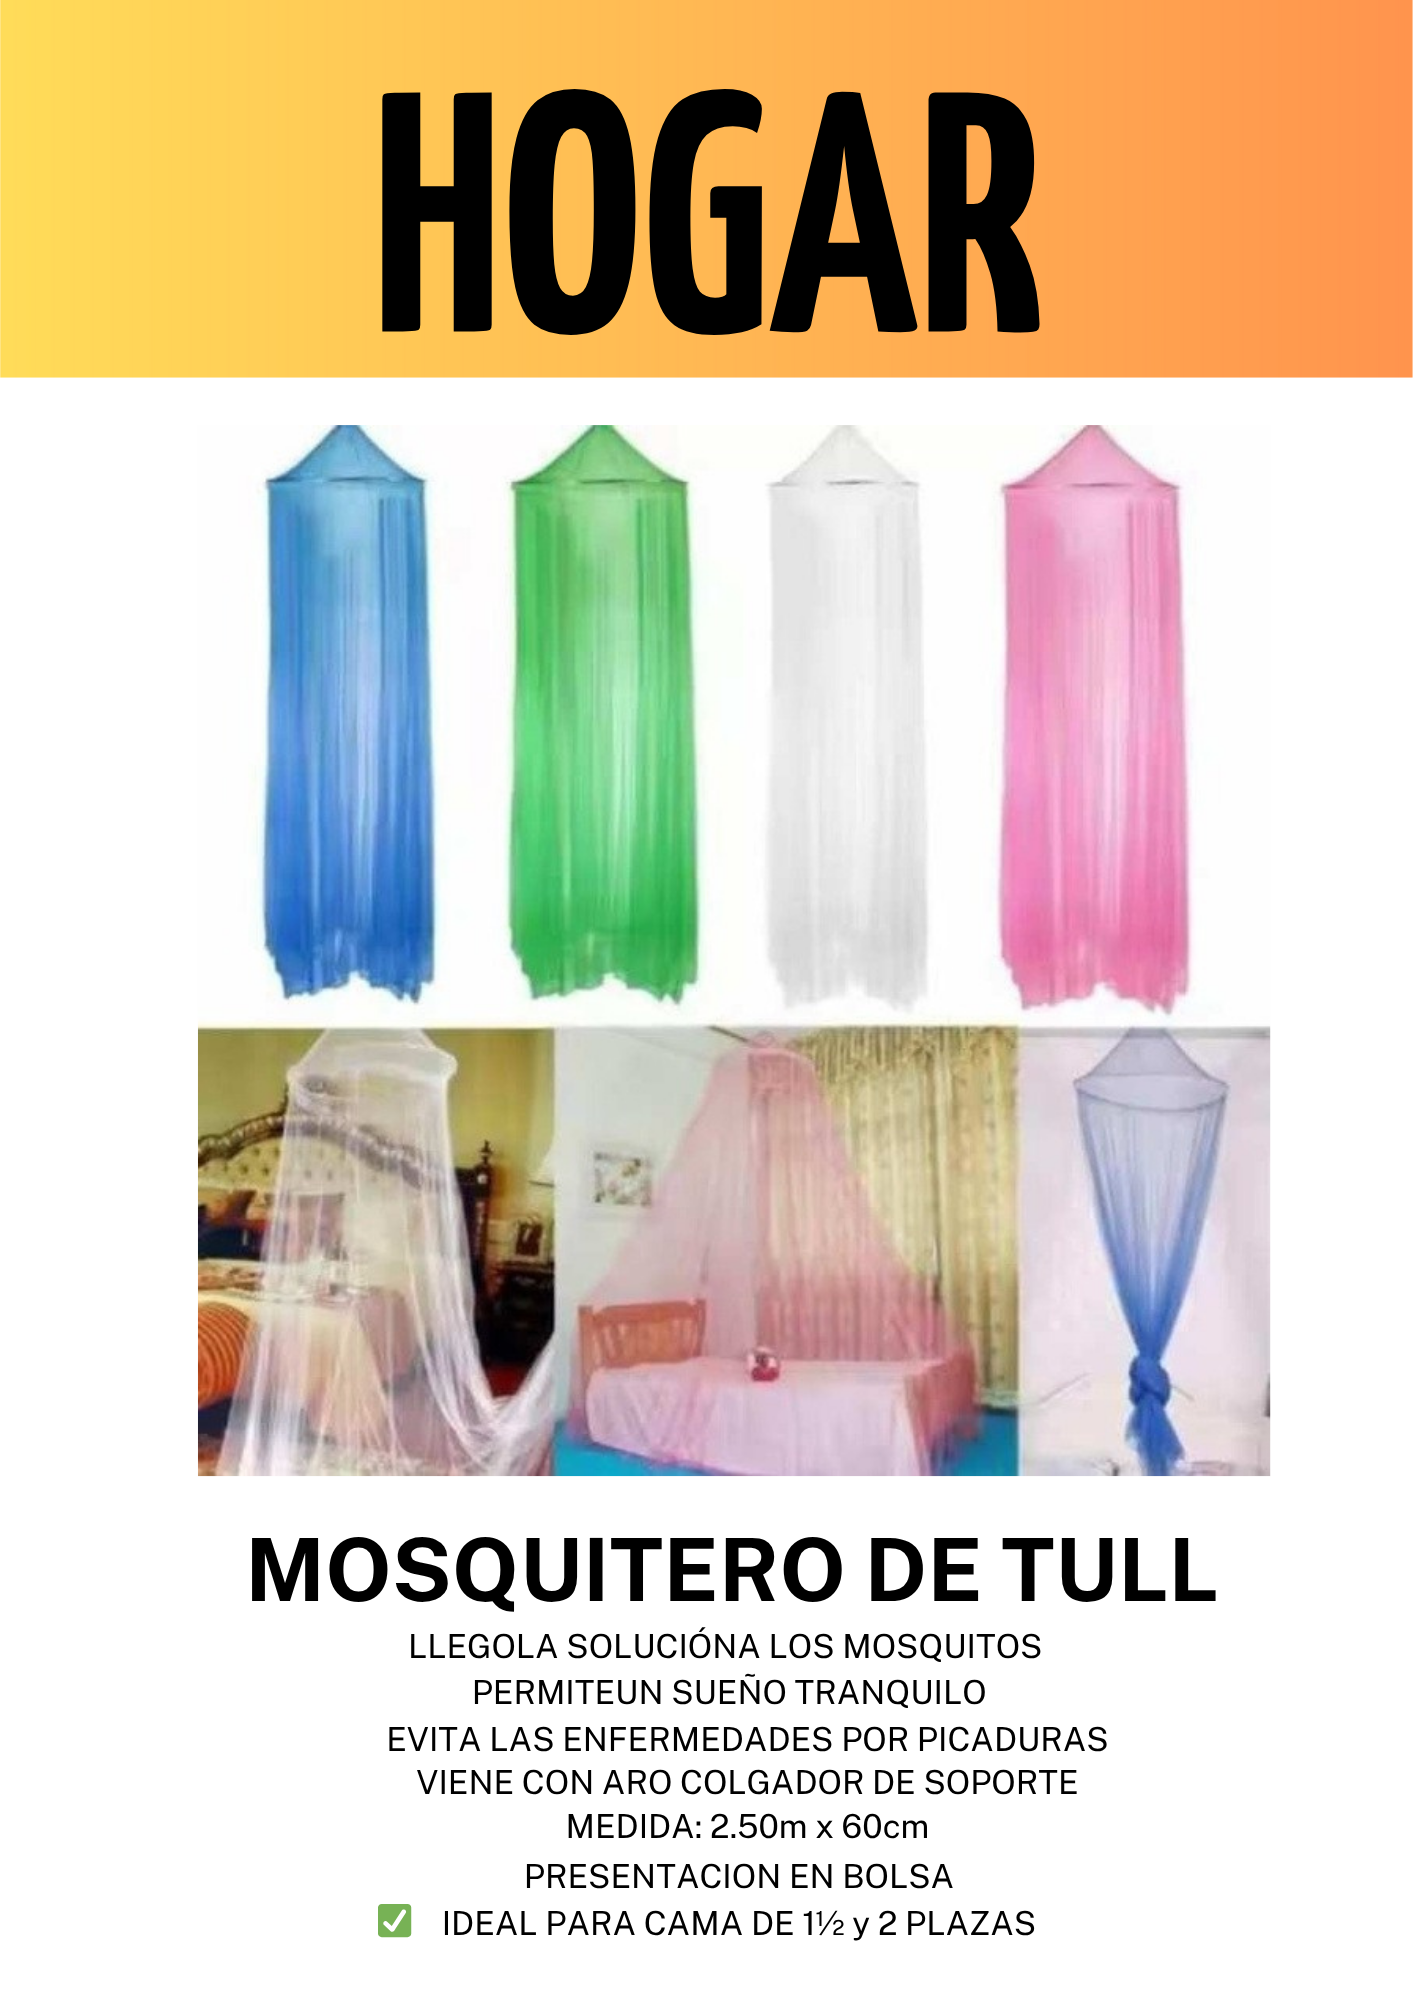 HOGAR
MOSQUITERO DE TULL
LLEGOLA SOLUCIÓNA LOS MOSQUITOS
PERMITEUN SUEÑO TRANQUILO
EVITA LAS ENFERMEDADES POR PICADURAS
VIENE CON ARO COLGADOR DE SOPORTE
MEDIDA: 2.50m x 60cm
PRESENTACION EN BOLSA
✅ IDEAL PARA CAMA DE 1½ y 2 PLAZAS